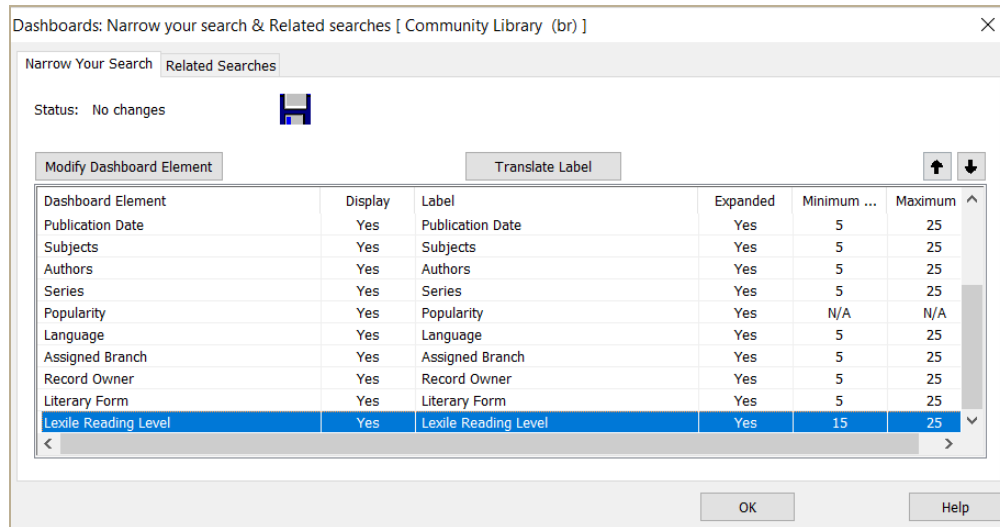 Dashboards: Narrow your search & Related searches [ Community Library (br) ]
Narrow Your Search Related Searches
Status: No changes
Modify Dashboard Element Translate Label
Dashboard Element Display Label Expanded Minimum ... Maximum
Publication Date Yes Publication Date Yes 5 25
Subjects Yes Subjects Yes 5 25
Authors Yes Authors Yes 5 25
Series Yes Series Yes 5 25
Popularity Yes Popularity Yes N/A N/A
Language Yes Language Yes 5 25
Assigned Branch Yes Assigned Branch Yes 5 25
Record Owner Yes Record Owner Yes 5 25
Literary Form Yes Literary Form Yes 5 25
Lexile Reading Level Yes Lexile Reading Level Yes 15 25
OK Help